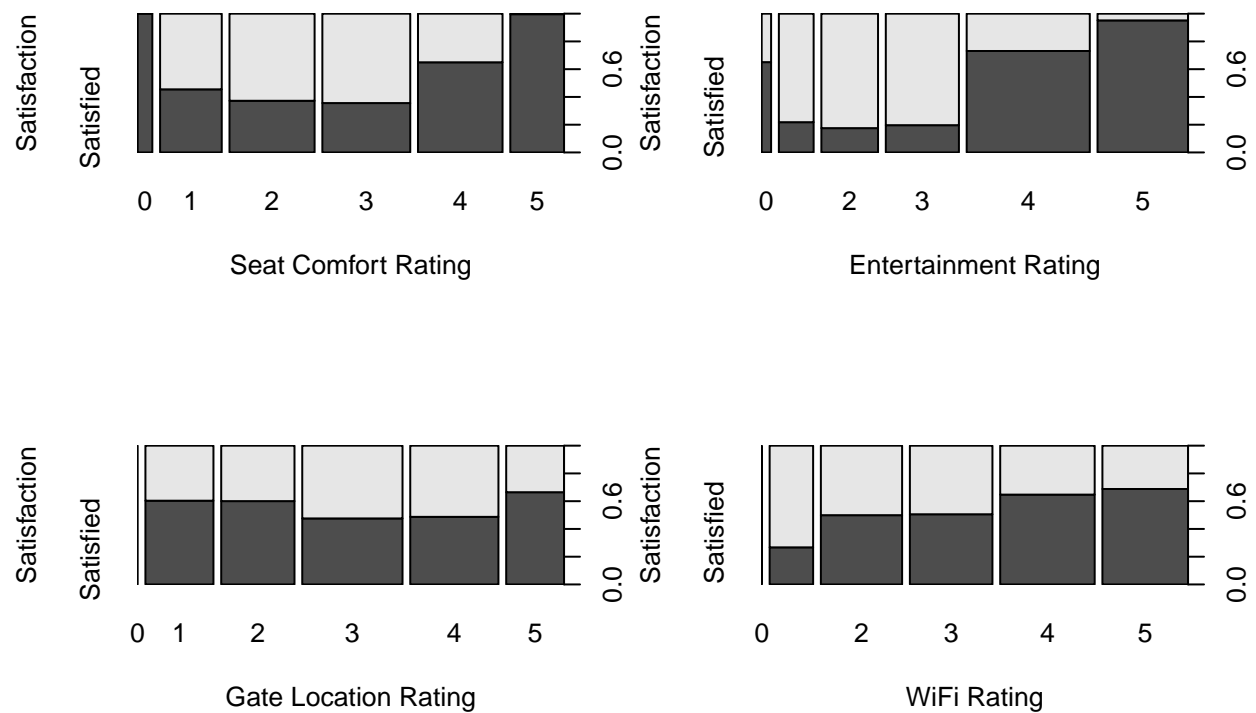 Satisfaction
Satisfied
0.0 0.6
0 1 2 3 4 5
Seat Comfort Rating
Satisfaction
Satisfied
0.0 0.6
0 2 3 4 5
Entertainment Rating
Satisfaction
Satisfied
0.0 0.6
0 1 2 3 4 5
Gate Location Rating
Satisfaction
Satisfied
0.0 0.6
0 2 3 4 5
WiFi Rating